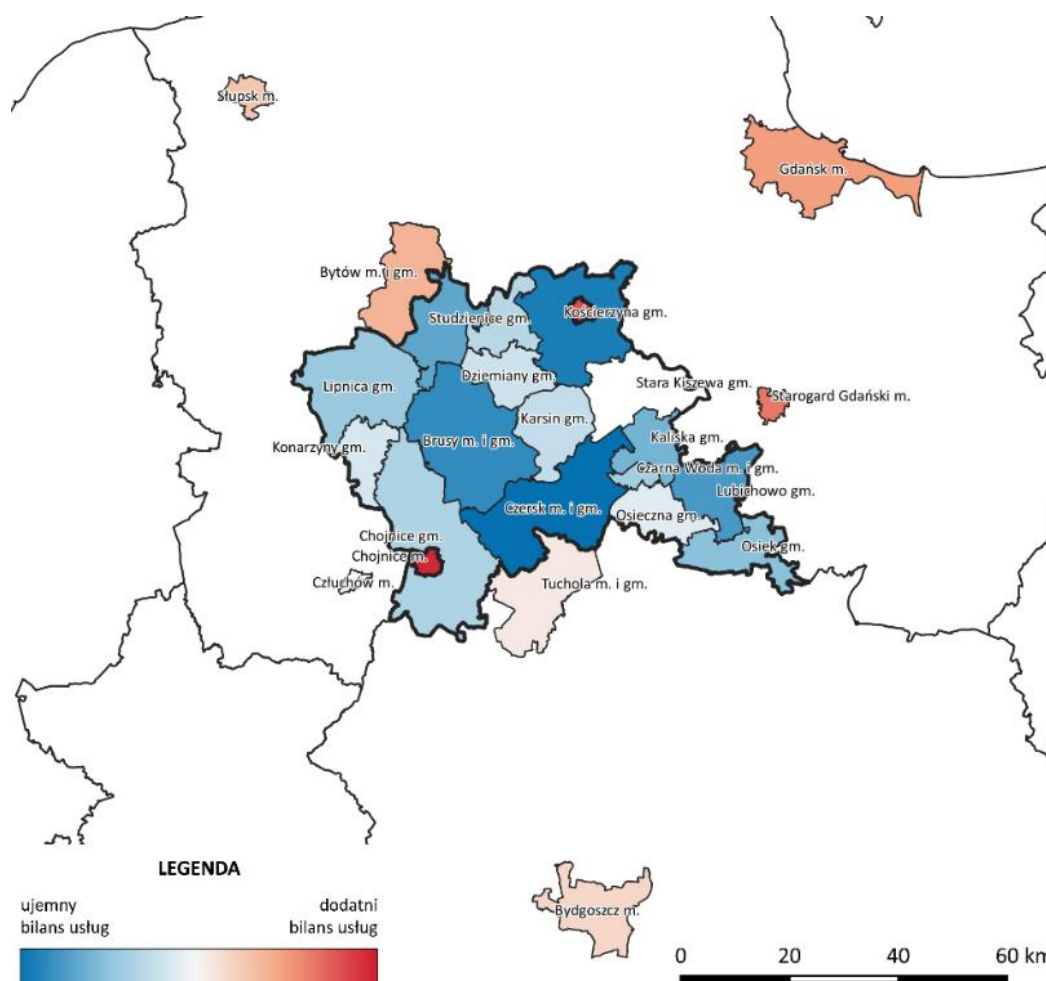 Słupsk m.
Gdańsk m.
Bytów m. i gm.
Studzienice gm.
Kościerzyna gm.
Lipnica gm.
Dziemiany gm.
Stara Kiszewa gm.
Starogard Gdański m.
Karsin gm.
Konarzyny gm.
Brusy m. i gm.
Kaliska gm.
Czarna Woda m. i gm.
Lubichowo gm.
Czersk m. i gm.
Osieczna gm.
Chojnice gm.
Osiek gm.
Chojnice m.
Człuchów m.
Tuchola m. i gm.
LEGENDA
ujemny
bilans usług
dodatni
bilans usług
Bydgoszcz m.
0 20 40 60 km